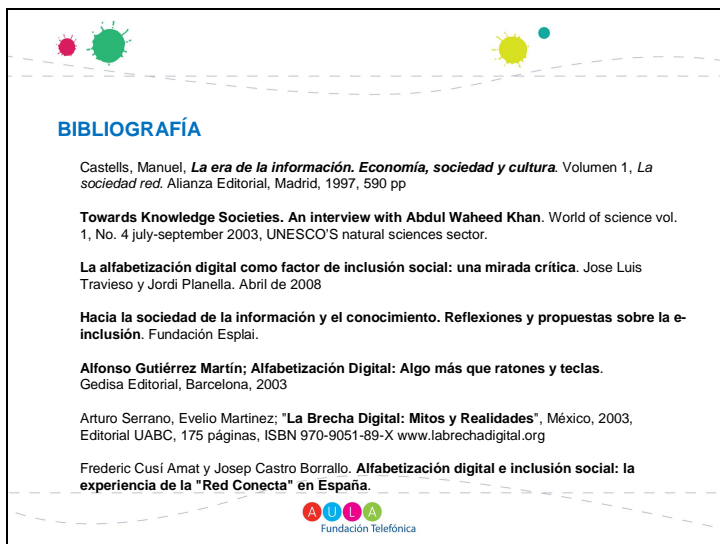 BIBLIOGRAFÍA
Castells, Manuel, La era de la información. Economía, sociedad y cultura. Volumen 1, La
sociedad red. Alianza Editorial, Madrid, 1997, 590 pp
Towards Knowledge Societies. An interview with Abdul Waheed Khan. World of science vol.
1, No. 4 july-september 2003, UNESCO'S natural sciences sector.
La alfabetización digital como factor de inclusión social: una mirada crítica. Jose Luis
Travieso y Jordi Planella. Abril de 2008
Hacia la sociedad de la información y el conocimiento. Reflexiones y propuestas sobre la e-
inclusión. Fundación Esplai.
Alfonso Gutiérrez Martín; Alfabetización Digital: Algo más que ratones y teclas.
Gedisa Editorial, Barcelona, 2003
Arturo Serrano, Evelio Martinez; "La Brecha Digital: Mitos y Realidades", México, 2003,
Editorial UABC, 175 páginas, ISBN 970-9051-89-X www.labrechadigital.org
Frederic Cusí Amat y Josep Castro Borrallo. Alfabetización digital e inclusión social: la
experiencia de la "Red Conecta" en España.
AULA
Fundación Telefónica